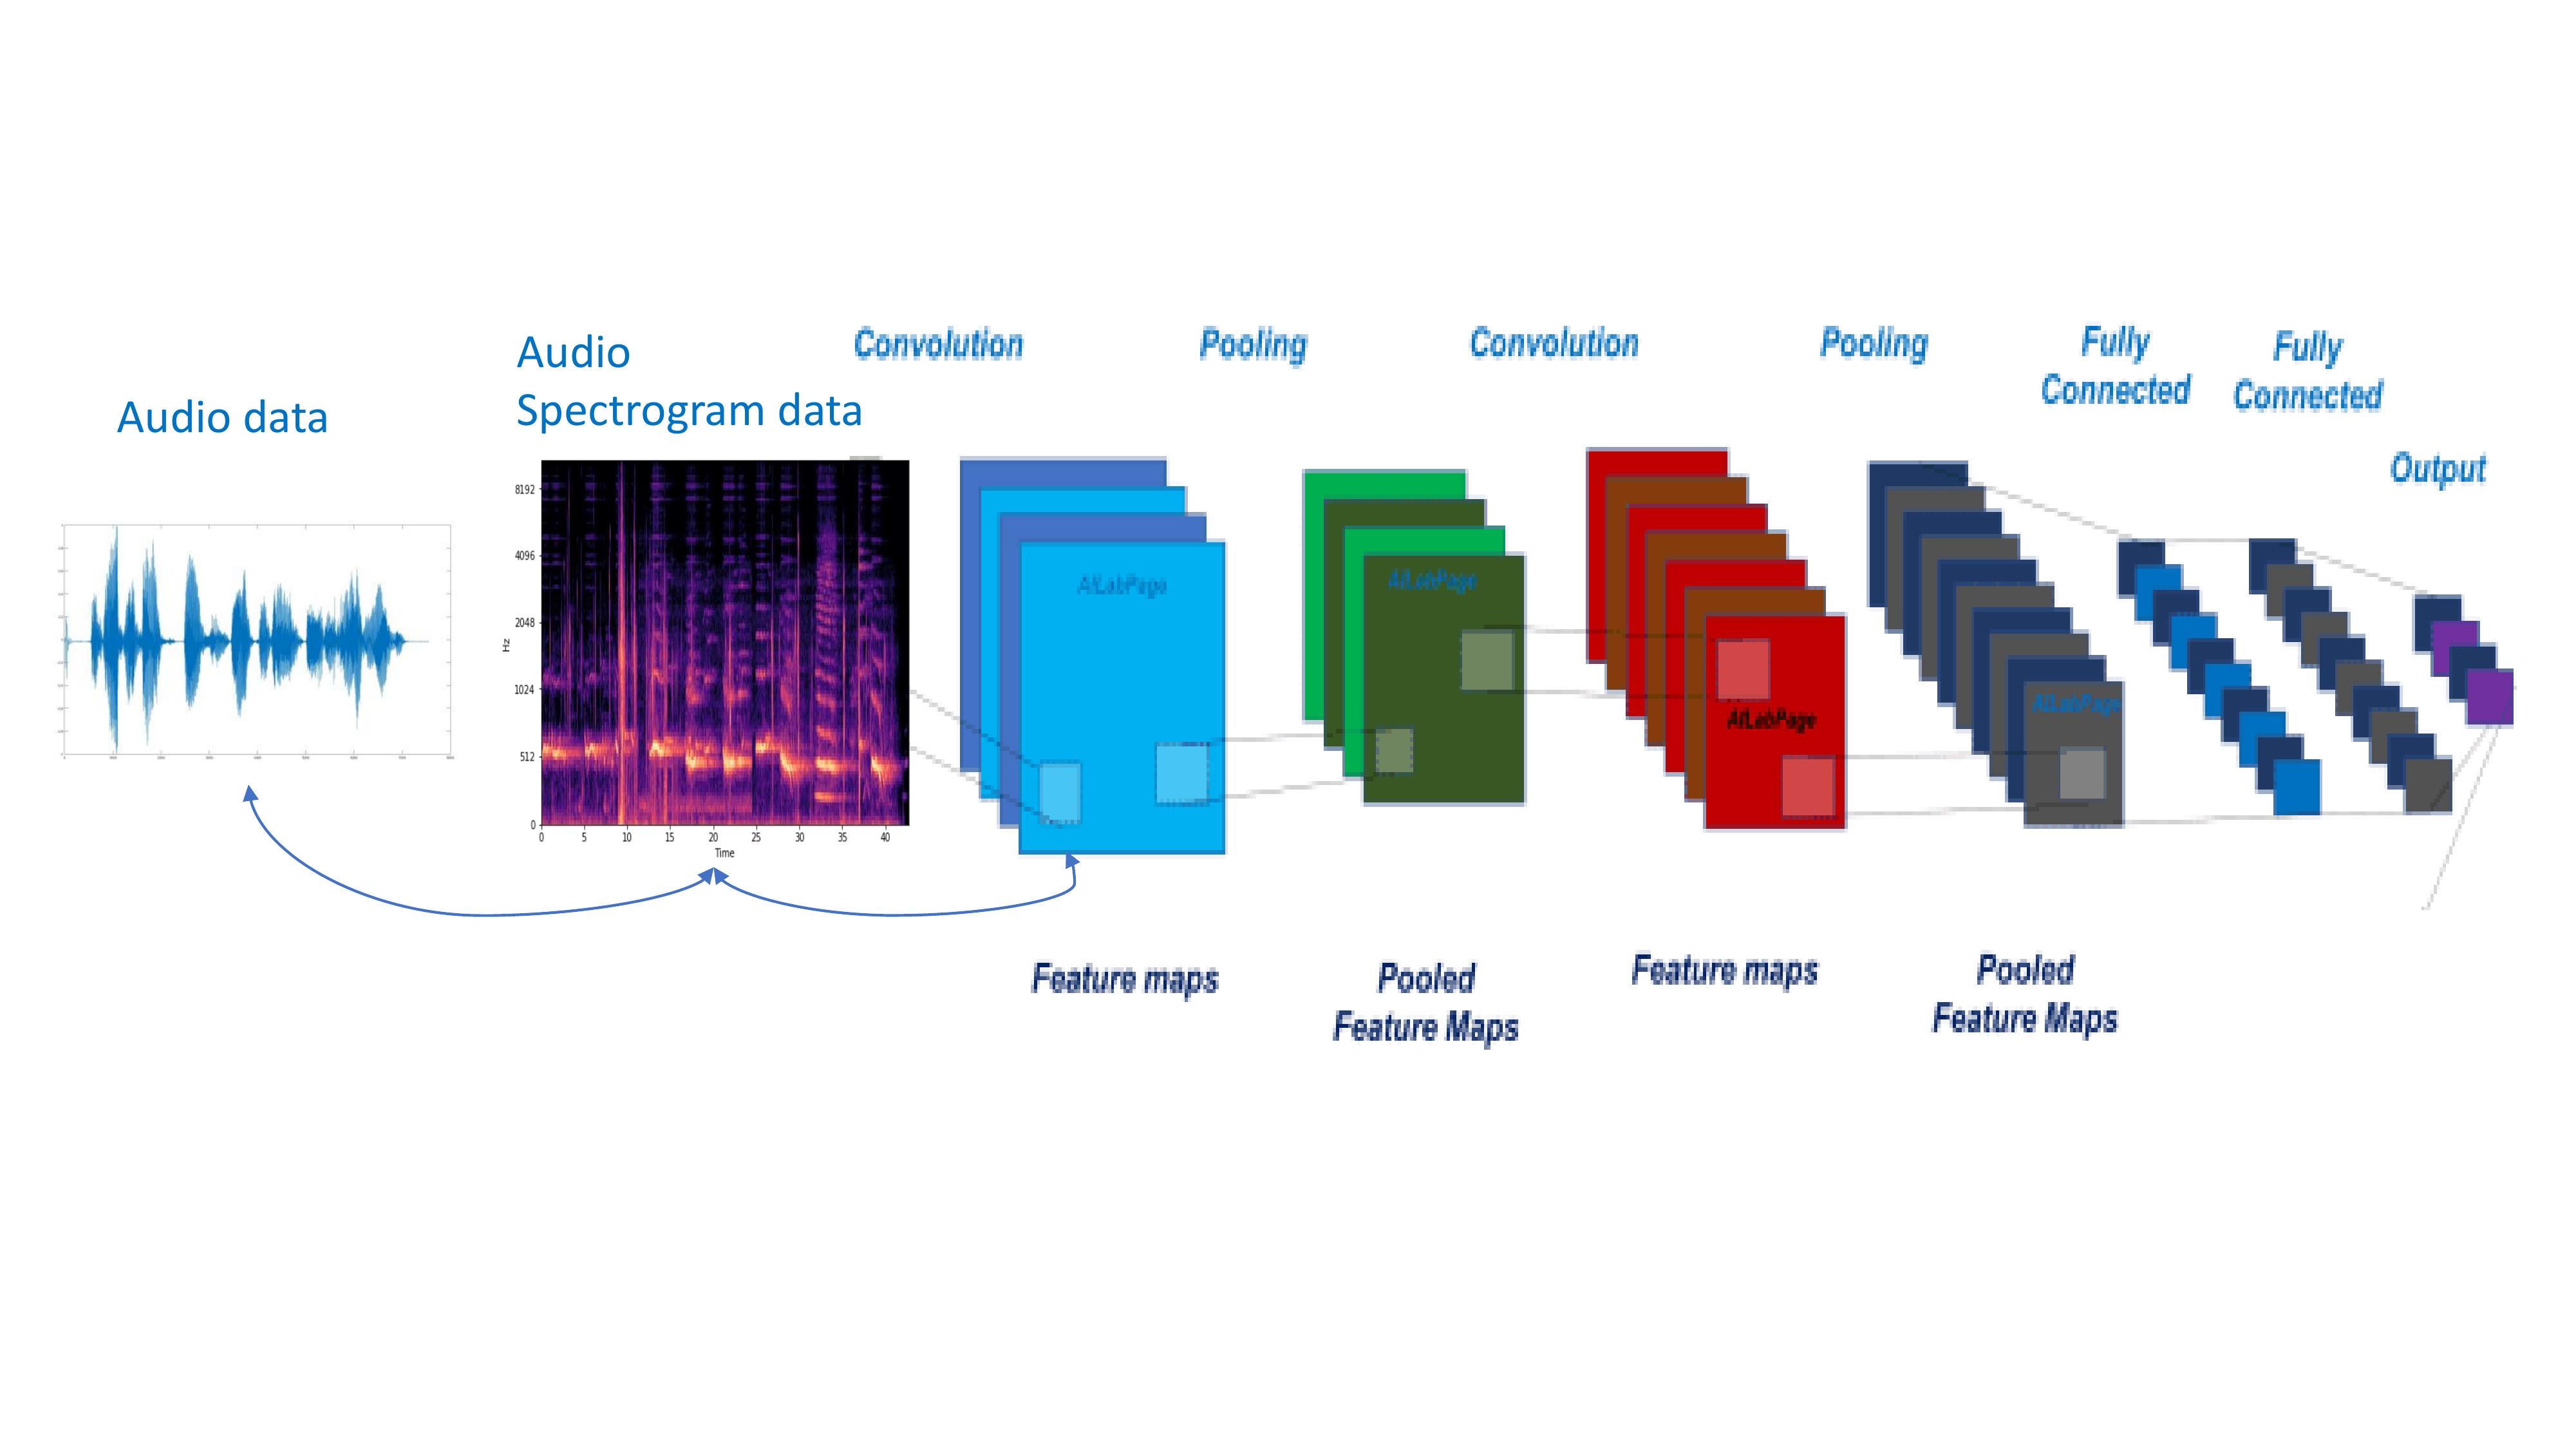 Audio data
Audio
Spectrogram data
Convolution
Pooling
Convolution
Pooling
Fully
Connected
Fully
Connected
Output
8192
4096
2048
1024
512
0
Hz
0 5 10 15 20 25 30 35 40
Time
AILabPage
AILabPage
AILabPage
AILabPage
Feature maps
Pooled
Feature Maps
Feature maps
Pooled
Feature Maps